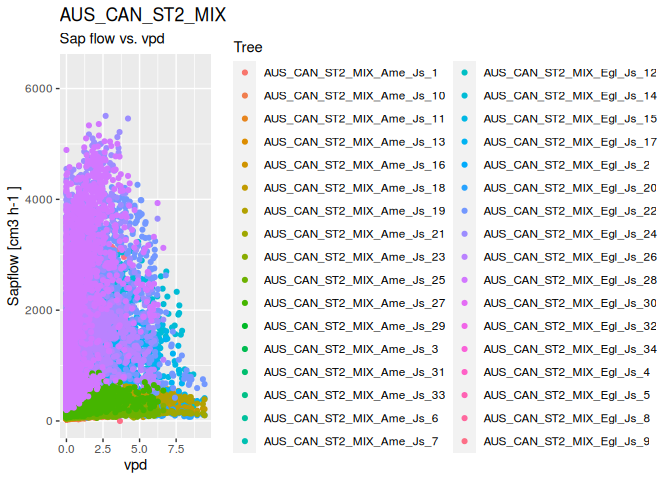 AUS_CAN_ST2_MIX
Sap flow vs. vpd
Sapflow [cm3 h-1 ]
6000
4000
2000
0
0.0 2.5 5.0 7.5
vpd
Tree
AUS_CAN_ST2_MIX_Ame_Js_1
AUS_CAN_ST2_MIX_Ame_Js_10
AUS_CAN_ST2_MIX_Ame_Js_11
AUS_CAN_ST2_MIX_Ame_Js_13
AUS_CAN_ST2_MIX_Ame_Js_16
AUS_CAN_ST2_MIX_Ame_Js_18
AUS_CAN_ST2_MIX_Ame_Js_19
AUS_CAN_ST2_MIX_Ame_Js_21
AUS_CAN_ST2_MIX_Ame_Js_23
AUS_CAN_ST2_MIX_Ame_Js_25
AUS_CAN_ST2_MIX_Ame_Js_27
AUS_CAN_ST2_MIX_Ame_Js_29
AUS_CAN_ST2_MIX_Ame_Js_3
AUS_CAN_ST2_MIX_Ame_Js_31
AUS_CAN_ST2_MIX_Ame_Js_33
AUS_CAN_ST2_MIX_Ame_Js_6
AUS_CAN_ST2_MIX_Ame_Js_7
AUS_CAN_ST2_MIX_Egl_Js_12
AUS_CAN_ST2_MIX_Egl_Js_14
AUS_CAN_ST2_MIX_Egl_Js_15
AUS_CAN_ST2_MIX_Egl_Js_17
AUS_CAN_ST2_MIX_Egl_Js_2
AUS_CAN_ST2_MIX_Egl_Js_20
AUS_CAN_ST2_MIX_Egl_Js_22
AUS_CAN_ST2_MIX_Egl_Js_24
AUS_CAN_ST2_MIX_Egl_Js_26
AUS_CAN_ST2_MIX_Egl_Js_28
AUS_CAN_ST2_MIX_Egl_Js_30
AUS_CAN_ST2_MIX_Egl_Js_32
AUS_CAN_ST2_MIX_Egl_Js_34
AUS_CAN_ST2_MIX_Egl_Js_4
AUS_CAN_ST2_MIX_Egl_Js_5
AUS_CAN_ST2_MIX_Egl_Js_8
AUS_CAN_ST2_MIX_Egl_Js_9